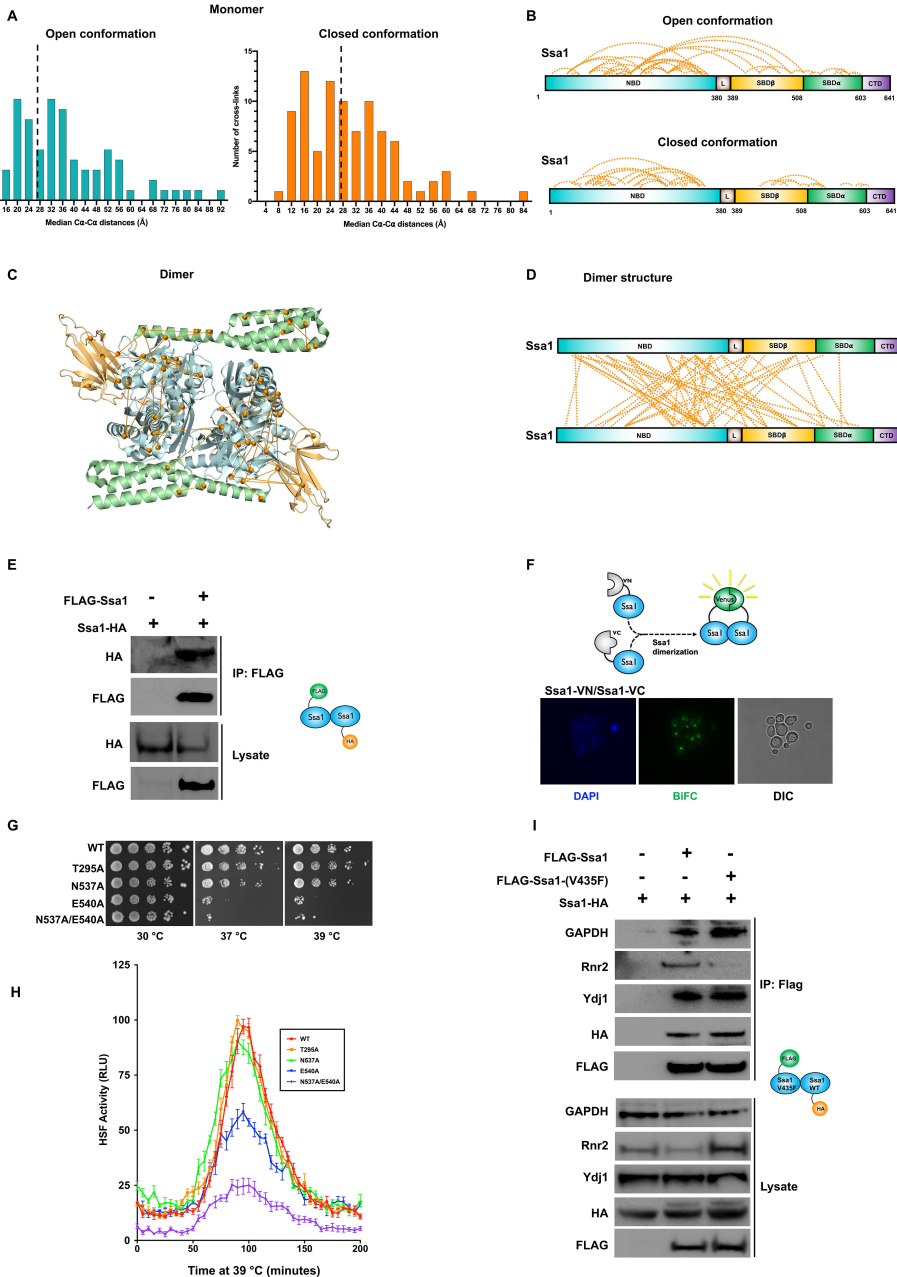 A
Monomer
Open conformation
16 20 24 28 32 36 40 44 48 52 56 60 64 68 72 76 80 84 88 92
Median Cα-Cα distances (Å)
Closed conformation
Number of cross-links
15
10
5
0
4 8 12 16 20 24 28 32 36 40 44 48 52 56 60 64 68 72 76 80 84
Median Cα-Cα distances (Å)
B
Open conformation
Ssa1
NBD L SBDβ SBDα CTD
1 380 389 508 603 641
Closed conformation
Ssa1
NBD L SBDβ SBDα CTD
1 380 389 508 603 641
C
Dimer
D
Dimer structure
Ssa1 NBD L SBDβ SBDα CTD
Ssa1 NBD L SBDβ SBDα CTD
E
FLAG-Ssa1 - +
Ssa1-HA + +
HA
FLAG
IP: FLAG
HA
FLAG
Lysate
FLAG
Ssa1 Ssa1
HA
F
VN
Ssa1
VC
Ssa1
Ssa1
dimerization
Venus
Ssa1 Ssa1
Ssa1-VN/Ssa1-VC
DAPI BiFC DIC
G
WT
T295A
N537A
E540A
N537A/E540A
30 °C 37 °C 39 °C
H
HSF Activity (RLU)
125
100
75
50
25
0
0 50 100 150 200
Time at 39 °C (minutes)
WT
T295A
N537A
E540A
N537A/E540A
I
FLAG-Ssa1 - + -
FLAG-Ssa1-(V435F) - - +
Ssa1-HA + + +
GAPDH
Rnr2
Ydj1
HA
FLAG
IP: Flag
GAPDH
Rnr2
Ydj1
HA
FLAG
Lysate
FLAG
Ssa1 V435F
Ssa1 WT
HA